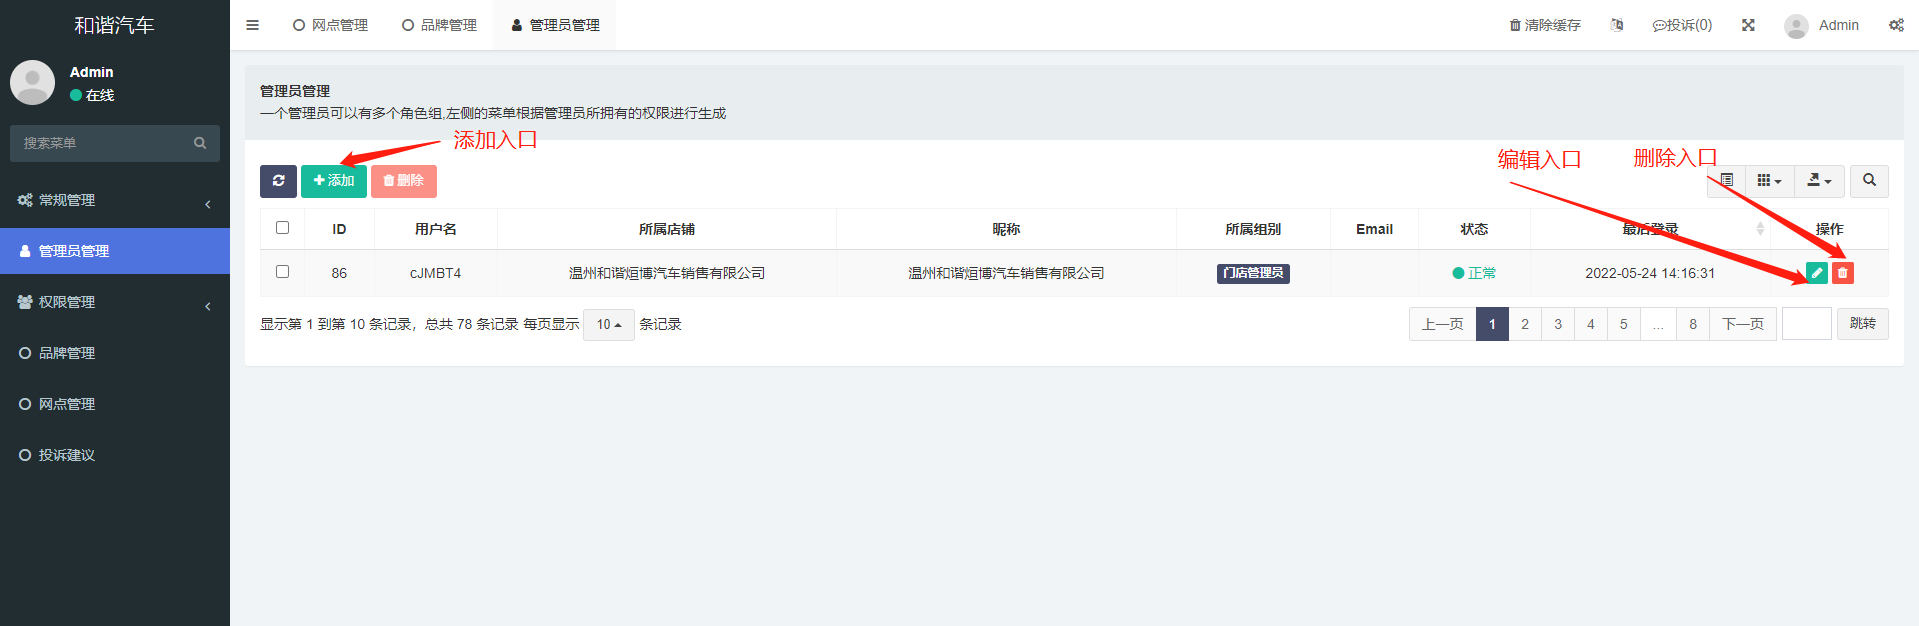 和谐汽车
Admin
在线
搜索菜单
常规管理
管理员管理
权限管理
品牌管理
网点管理
投诉建议
网点管理 品牌管理 管理员管理
清除缓存 投诉(0) Admin
管理员管理
一个管理员可以有多个角色组,左侧的菜单根据管理员所拥有的权限进行生成
添加入口 编辑入口 删除入口
添加 删除
ID 用户名 所属店铺 昵称 所属组别 Email 状态 最后登录 操作
86 cJMBT4 温州和谐烜博汽车销售有限公司 温州和谐烜博汽车销售有限公司 门店管理员 正常 2022-05-24 14:16:31
显示第 1 到第 10 条记录，总共 78 条记录 每页显示 10 条记录
上一页 1 2 3 4 5 ... 8 下一页 跳转